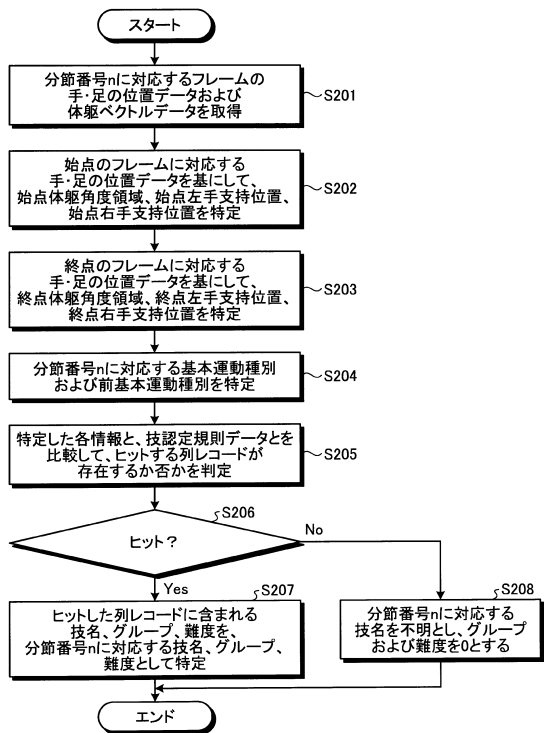 スタート
分節番号nに対応するフレームの
手・足の位置データおよび
体躯ベクトルデータを取得
S201
始点のフレームに対応する
手・足の位置データを基にして、
始点体躯角度領域、始点左手支持位置、
始点右手支持位置を特定
S202
終点のフレームに対応する
手・足の位置データを基にして、
終点体躯角度領域、終点左手支持位置、
終点右手支持位置を特定
S203
分節番号nに対応する基本運動種別
および前基本運動種別を特定
S204
特定した各情報と、技認定規則データとを
比較して、ヒットする列レコードが
存在するか否かを判定
S205
S206
ヒット？
No
Yes
S207
ヒットした列レコードに含まれる
技名、グループ、難度を、
分節番号nに対応する技名、グループ、
難度として特定
S208
分節番号nに対応する
技名を不明とし、グループ
および難度を0とする
エンド